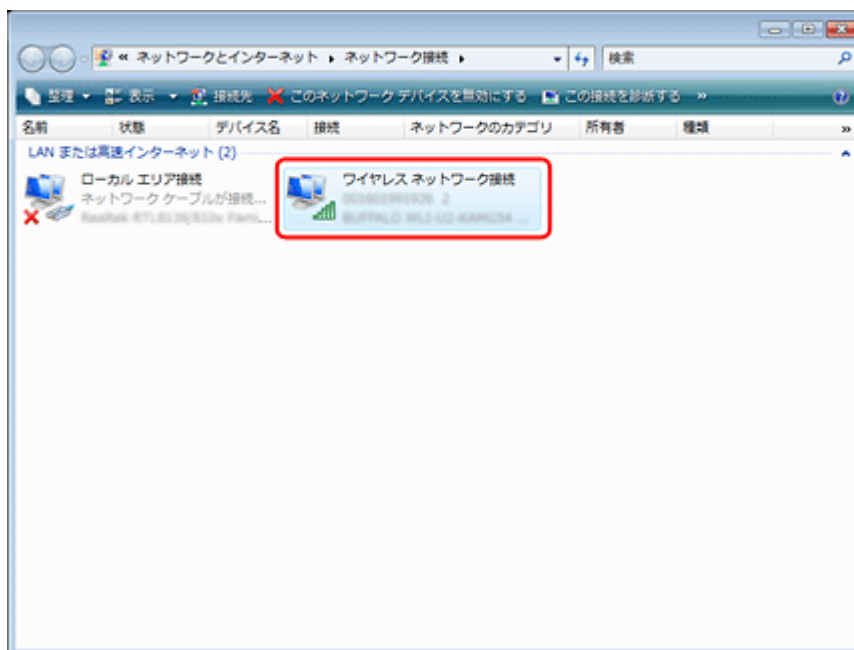 « ネットワークとインターネット ▸ ネットワーク接続 ▸ 検索
整理 表示 接続先 このネットワーク デバイスを無効にする この接続を診断する »
名前 状態 デバイス名 接続 ネットワークのカテゴリ 所有者 種類 »
LAN または高速インターネット (2)
ローカル エリア接続
ネットワーク ケーブルが接続...
ワイヤレス ネットワーク接続